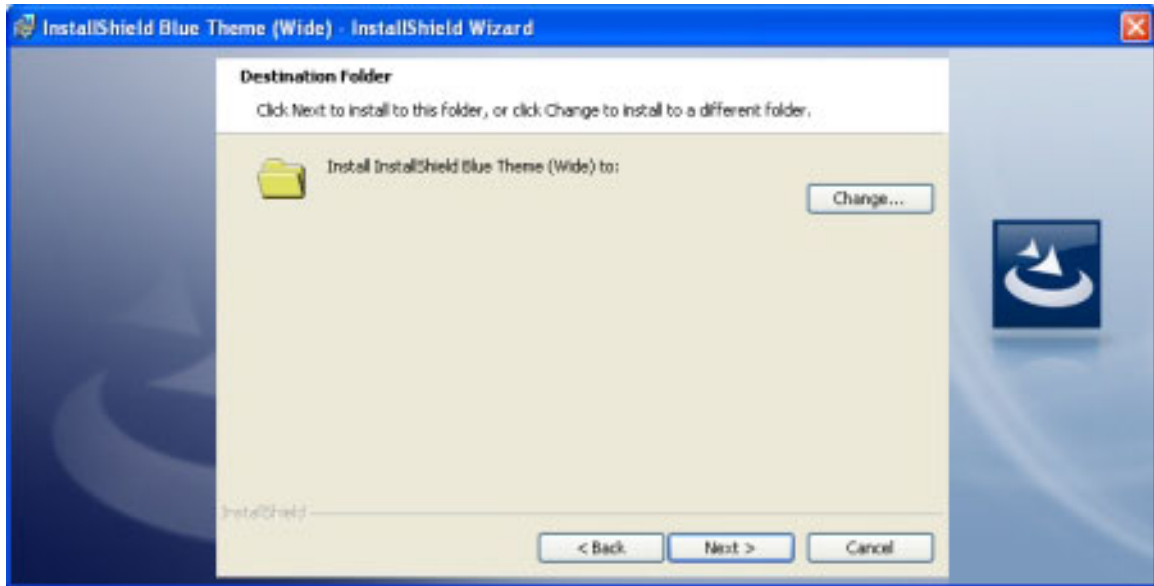 InstallShield Blue Theme (Wide) - InstallShield Wizard
Destination Folder
Click Next to install to this folder, or click Change to install to a different folder.
Install InstallShield Blue Theme (Wide) to:
Change...
InstallShield
< Back
Next >
Cancel